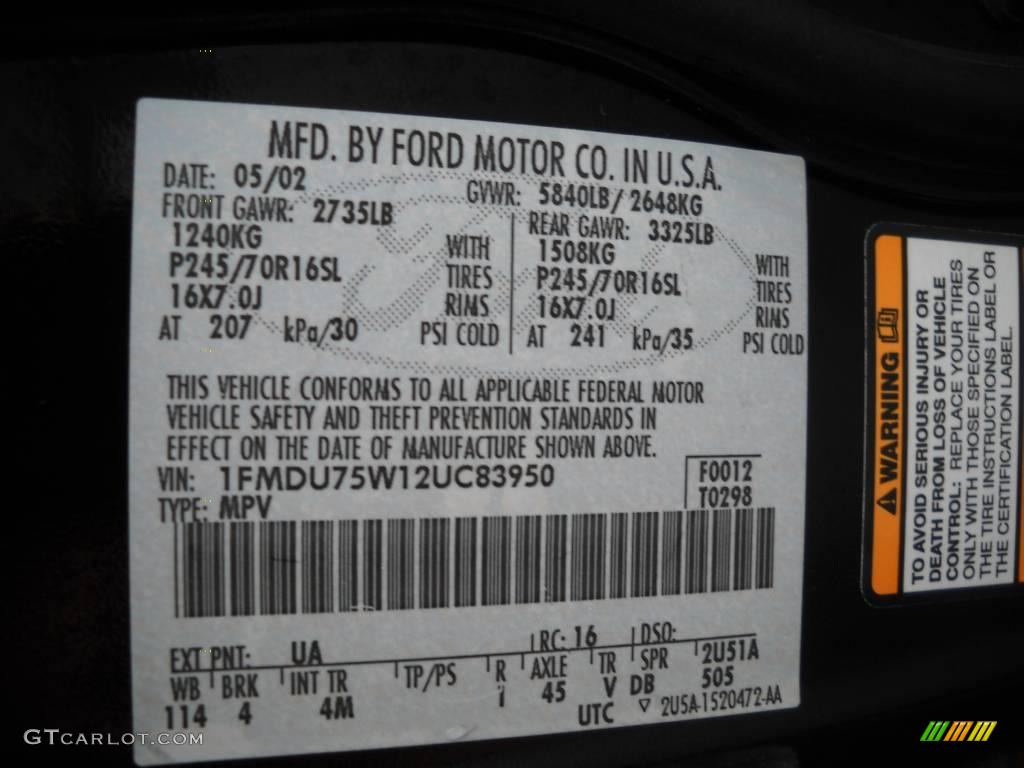 MFD. BY FORD MOTOR CO. IN U.S.A.
DATE: 05/02 GVWR: 5840LB/ 2648KG
FRONT GAWR: 2735LB REAR GAWR: 3325LB
1240KG WITH 1508KG WITH
P245/70R16SL TIRES P245/70R16SL TIRES
16X7.0J RIMS 16X7.0J RIMS
AT 207 kPa/30 PSI COLD AT 241 kPa/35 PSI COLD
THIS VEHICLE CONFORMS TO ALL APPLICABLE FEDERAL MOTOR
VEHICLE SAFETY AND THEFT PREVENTION STANDARDS IN
EFFECT ON THE DATE OF MANUFACTURE SHOWN ABOVE.
VIN: 1FMDU75W12UC83950 F0012
TYPE: MPV T0298
EXT PNT: UA RC: 16 DSO:
WB BRK INT TR TP/PS R AXLE TR SPR 2U51A
114 4 4M I 45 V DB 505
UTC ▽ 2U5A-1520472-AA
⚠ WARNING
TO AVOID SERIOUS INJURY OR
DEATH FROM LOSS OF VEHICLE
CONTROL: REPLACE YOUR TIRES
ONLY WITH THOSE SPECIFIED ON
THE TIRE INSTRUCTIONS LABEL OR
THE CERTIFICATION LABEL.
GTCARLOT.COM